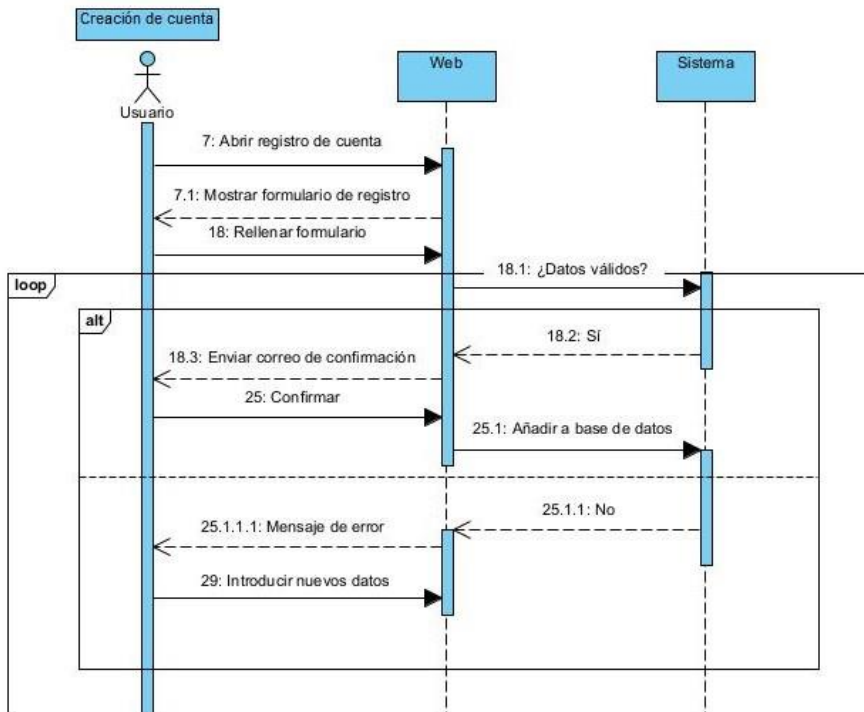 Creación de cuenta
Web
Sistema
Usuario
7: Abrir registro de cuenta
7.1: Mostrar formulario de registro
18: Rellenar formulario
18.1: ¿Datos válidos?
loop
alt
18.2: Sí
18.3: Enviar correo de confirmación
25: Confirmar
25.1: Añadir a base de datos
25.1.1: No
25.1.1.1: Mensaje de error
29: Introducir nuevos datos